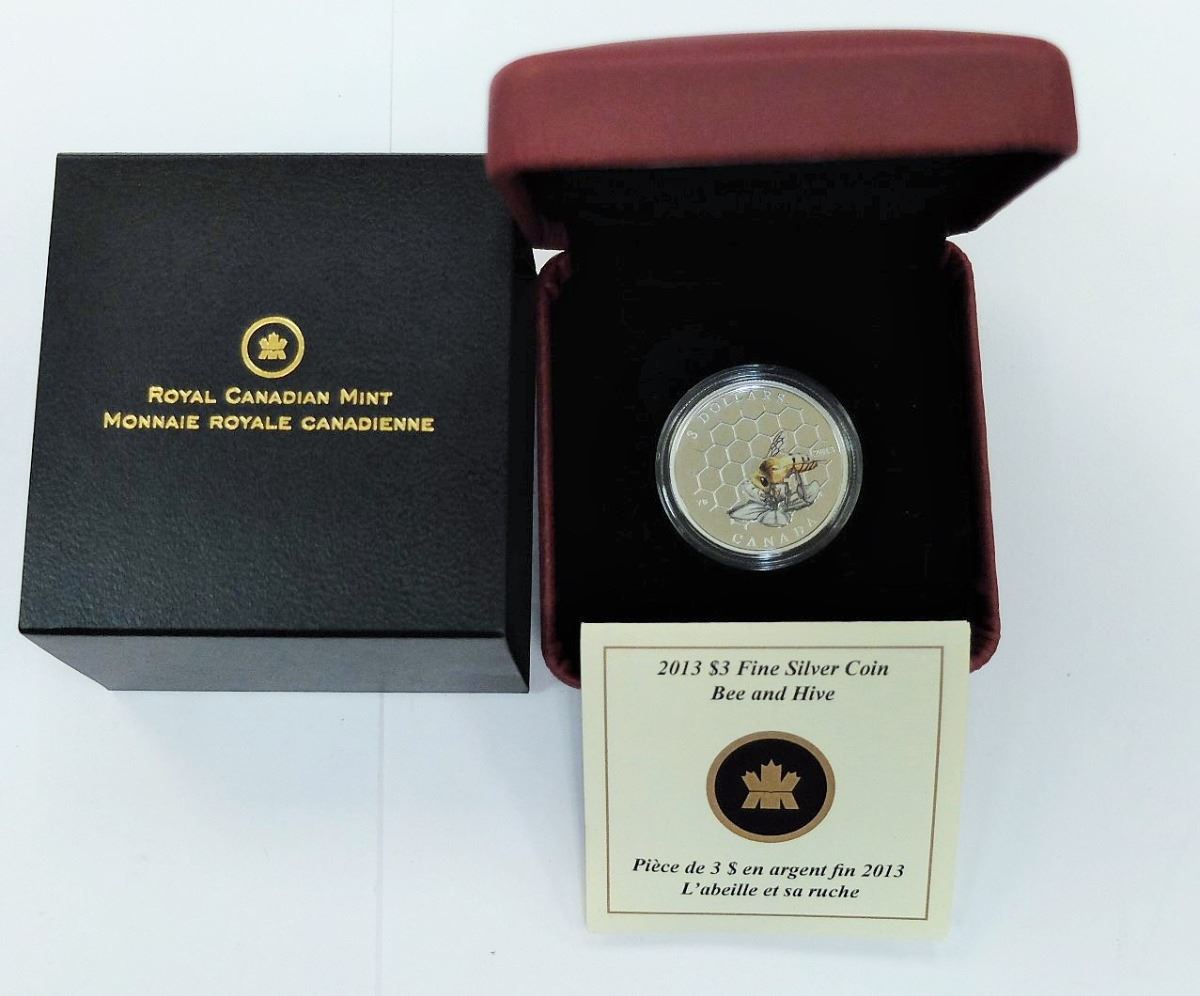 ROYAL CANADIAN MINT
MONNAIE ROYALE CANADIENNE
3 DOLLARS
CANADA
2013 $3 Fine Silver Coin
Bee and Hive
Pièce de 3 $ en argent fin 2013
L'abeille et sa ruche